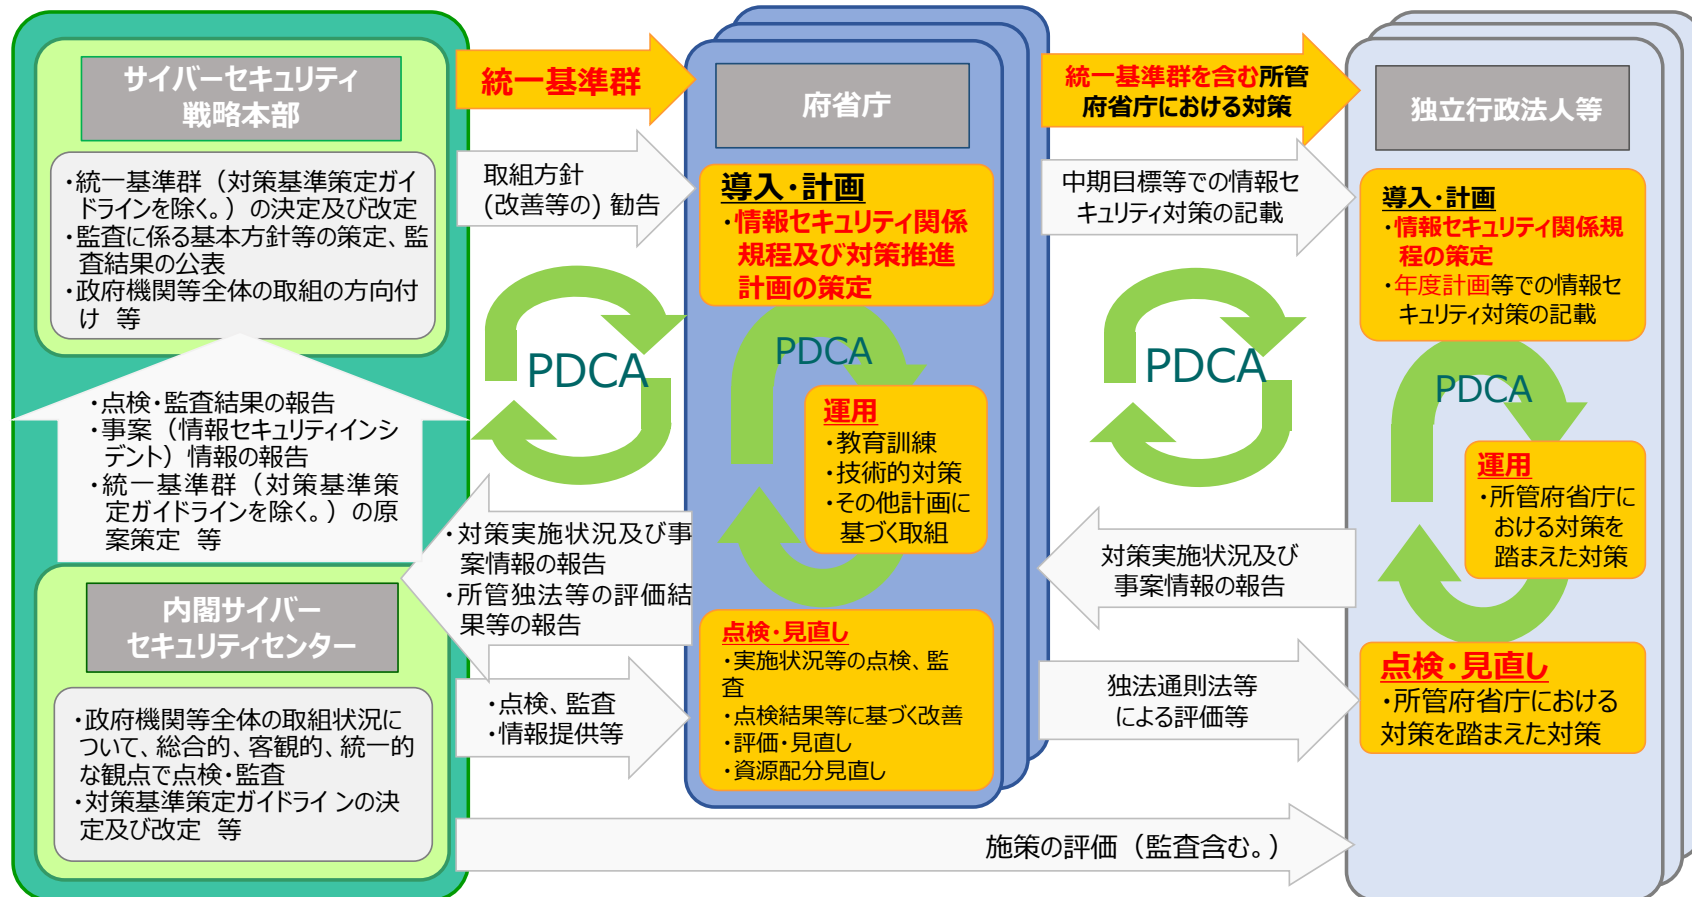 サイバーセキュリティ
戦略本部
・統一基準群（対策基準策定ガイ
ドラインを除く。）の決定及び改定
・監査に係る基本方針等の策定、監
査結果の公表
・政府機関等全体の取組の方向付
け 等
・点検・監査結果の報告
・事案（情報セキュリティインシ
デント）情報の報告
・統一基準群（対策基準策
定ガイドラインを除く。）の原
案策定 等
内閣サイバー
セキュリティセンター
・政府機関等全体の取組状況に
ついて、総合的、客観的、統一的
な観点で点検・監査
・対策基準策定ガイドラインの決
定及び改定 等
統一基準群
取組方針
(改善等の) 勧告
PDCA
・対策実施状況及び事
案情報の報告
・所管独法等の評価結
果等の報告
・点検、監査
・情報提供等
府省庁
導入・計画
・情報セキュリティ関係
規程及び対策推進
計画の策定
PDCA
運用
・教育訓練
・技術的対策
・その他計画に
基づく取組
点検・見直し
・実施状況等の点検、監
査
・点検結果等に基づく改善
・評価・見直し
・資源配分見直し
統一基準群を含む所管
府省庁における対策
中期目標等での情報セ
キュリティ対策の記載
PDCA
対策実施状況及び
事案情報の報告
独法通則法等
による評価等
施策の評価（監査含む。）
独立行政法人等
導入・計画
・情報セキュリティ関係規
程の策定
・年度計画等での情報セ
キュリティ対策の記載
PDCA
運用
・所管府省庁に
おける対策を
踏まえた対策
点検・見直し
・所管府省庁における
対策を踏まえた対策